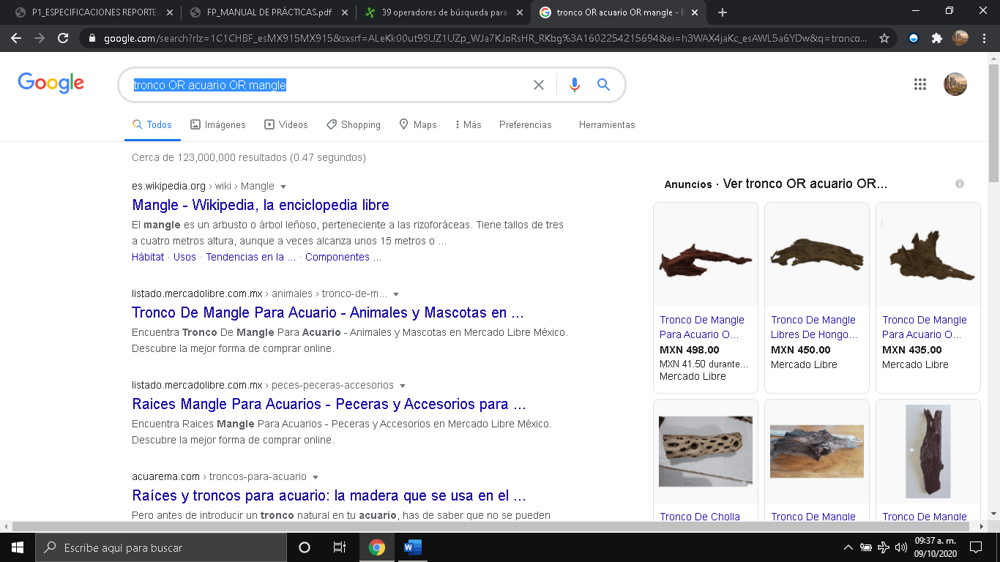 P1_ESPECIFICACIONES REPORTE.
FP_MANUAL DE PRÁCTICAS.pdf
39 operadores de búsqueda para
tronco OR acuario OR mangle - B
google.com/search?rlz=1C1CHBF_esMX915MX915&sxsrf=ALeKk00ut9SUZ1UZp_WJa7KJoRsHR_RKbg%3A1602254215694&ei=h3WAX4jaKc_esAWL5a6YDw&q=tronco...
Google
tronco OR acuario OR mangle
Todos
Imágenes
Videos
Shopping
Maps
Más
Preferencias
Herramientas
Cerca de 123,000,000 resultados (0.47 segundos)
es.wikipedia.org › wiki › Mangle
Mangle - Wikipedia, la enciclopedia libre
El mangle es un arbusto o árbol leñoso, perteneciente a las rizoforáceas. Tiene tallos de tres
a cuatro metros altura, aunque a veces alcanza unos 15 metros o ...
Hábitat · Usos · Tendencias en la ... · Componentes ...
listado.mercadolibre.com.mx › animales › tronco-de-m...
Tronco De Mangle Para Acuario - Animales y Mascotas en ...
Encuentra Tronco De Mangle Para Acuario - Animales y Mascotas en Mercado Libre México.
Descubre la mejor forma de comprar online.
listado.mercadolibre.com.mx › peces-peceras-accesorios
Raices Mangle Para Acuarios - Peceras y Accesorios para ...
Encuentra Raices Mangle Para Acuarios - Peceras y Accesorios en Mercado Libre México.
Descubre la mejor forma de comprar online.
acuarema.com › troncos-para-acuario
Raíces y troncos para acuario: la madera que se usa en el ...
Pero antes de introducir un tronco natural en tu acuario, has de saber que no se pueden
Anuncios · Ver tronco OR acuario OR...
Tronco De Mangle
Para Acuario O...
MXN 498.00
MXN 41.50 durante...
Mercado Libre
Tronco De Mangle
Libres De Hongo...
MXN 450.00
Mercado Libre
Tronco De Mangle
Para Acuario O...
MXN 435.00
Mercado Libre
Tronco De Cholla
Tronco De Mangle
Tronco De Mangle
Escribe aquí para buscar
09:37 a. m.
09/10/2020